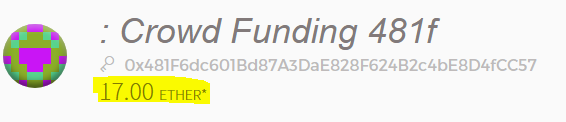 : Crowd Funding 481f
0x481F6dc601Bd87A3DaE828F624B2c4bE8D4fCC57
17.00 ETHER*